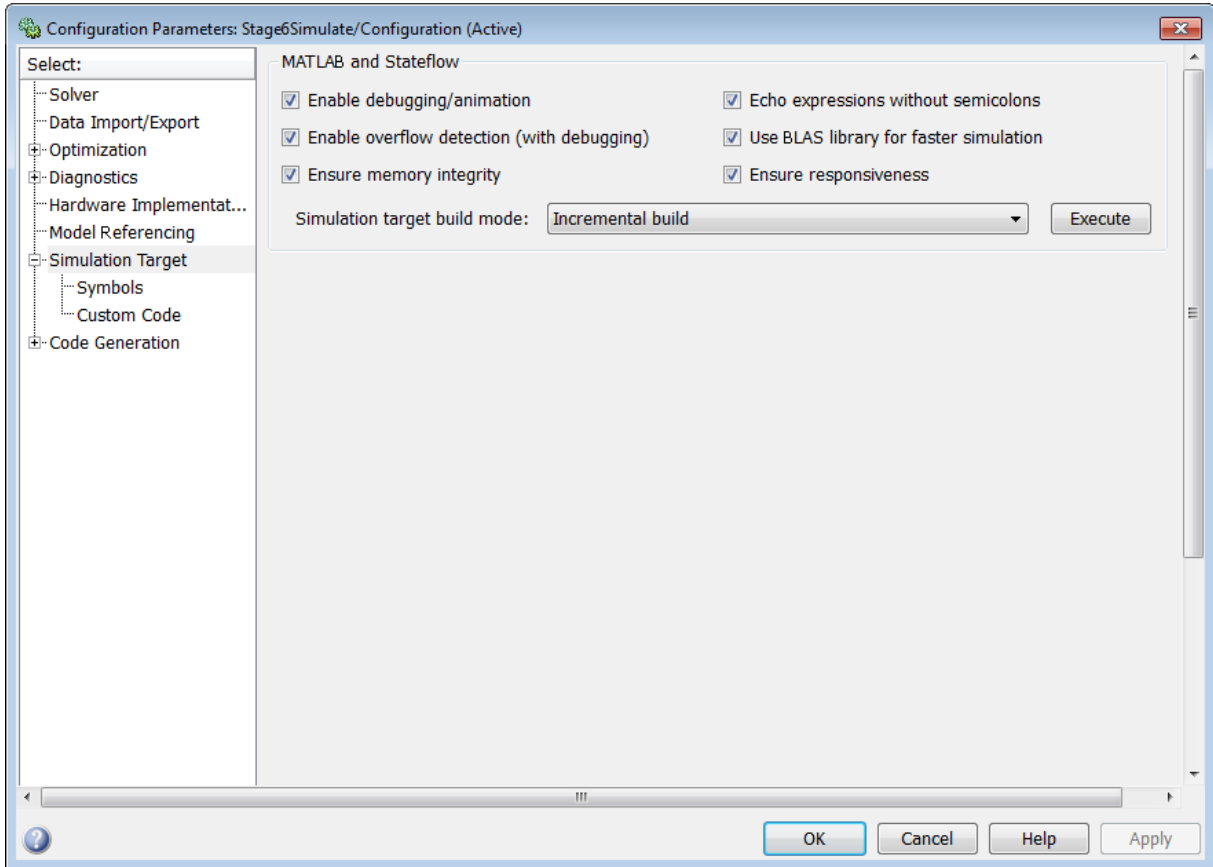 Configuration Parameters: Stage6Simulate/Configuration (Active)
Select:
Solver
Data Import/Export
Optimization
Diagnostics
Hardware Implementat...
Model Referencing
Simulation Target
Symbols
Custom Code
Code Generation
MATLAB and Stateflow
Enable debugging/animation
Echo expressions without semicolons
Enable overflow detection (with debugging)
Use BLAS library for faster simulation
Ensure memory integrity
Ensure responsiveness
Simulation target build mode: Incremental build Execute
OK Cancel Help Apply